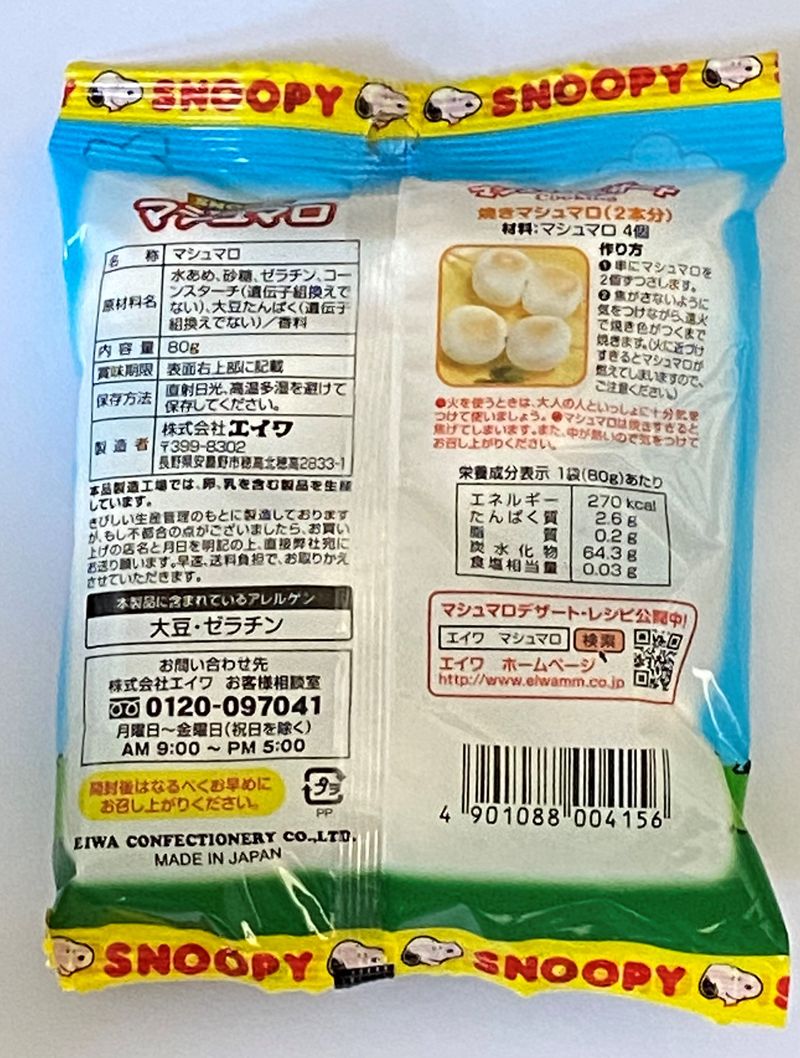 SNOOPY SNOOPY
マシュマロ
名称 マシュマロ
原材料名 水あめ、砂糖、ゼラチン、コー
ンスターチ(遺伝子組換えで
ない)、大豆たんぱく(遺伝子
組換えでない)/香料
内容量 80g
賞味期限 表面右上部に記載
保存方法 直射日光、高温多湿を避けて
保存してください。
製造者 株式会社エイワ
〒399-8302
長野県安曇野市穂高北穂高2833-1
本品製造工場では、卵、乳を含む製品を生産
しています。
きびしい生産管理のもとに製造しております
が、もし不都合の点がございましたら、お買い
上げの店名と月日を明記の上、直接弊社宛に
お送り願います。早速、送料負担で、お取りかえ
させていただきます。
本製品に含まれているアレルゲン
大豆・ゼラチン
お問い合わせ先
株式会社エイワ お客様相談室
0120-097041
月曜日〜金曜日(祝日を除く)
AM 9:00 〜 PM 5:00
開封後はなるべくお早めに
お召し上がりください。
プラ
PP
EIWA CONFECTIONERY CO.,LTD.
MADE IN JAPAN
Cooking
焼きマシュマロ(2本分)
材料:マシュマロ 4個
作り方
❶串にマシュマロを
2個ずつさします。
❷焦がさないように
気をつけながら、遠火
で焼き色がつくまで
焼きます。(火に近づけ
すぎるとマシュマロが
燃えてしまいますので、
ご注意ください。)
●火を使うときは、大人の人といっしょに十分気を
つけて使いましょう。●マシュマロは焼きすぎると
焦げてしまいます。また、中が熱いので気をつけて
お召し上がりください。
栄養成分表示 1袋(80g)あたり
エネルギー 270 kcal
たんぱく質 2.6 g
脂質 0.2 g
炭水化物 64.3 g
食塩相当量 0.03 g
マシュマロデザート・レシピ公開中!
エイワ マシュマロ 検索
エイワ ホームページ
http://www.eiwamm.co.jp
4 901088 004156
SNOOPY SNOOPY